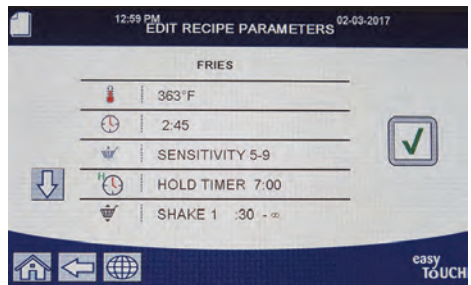 12:59 PM
EDIT RECIPE PARAMETERS
02-03-2017
FRIES
363°F
2:45
SENSITIVITY 5-9
H
HOLD TIMER 7:00
SHAKE 1 :30 - ∞
easy
TOUCH